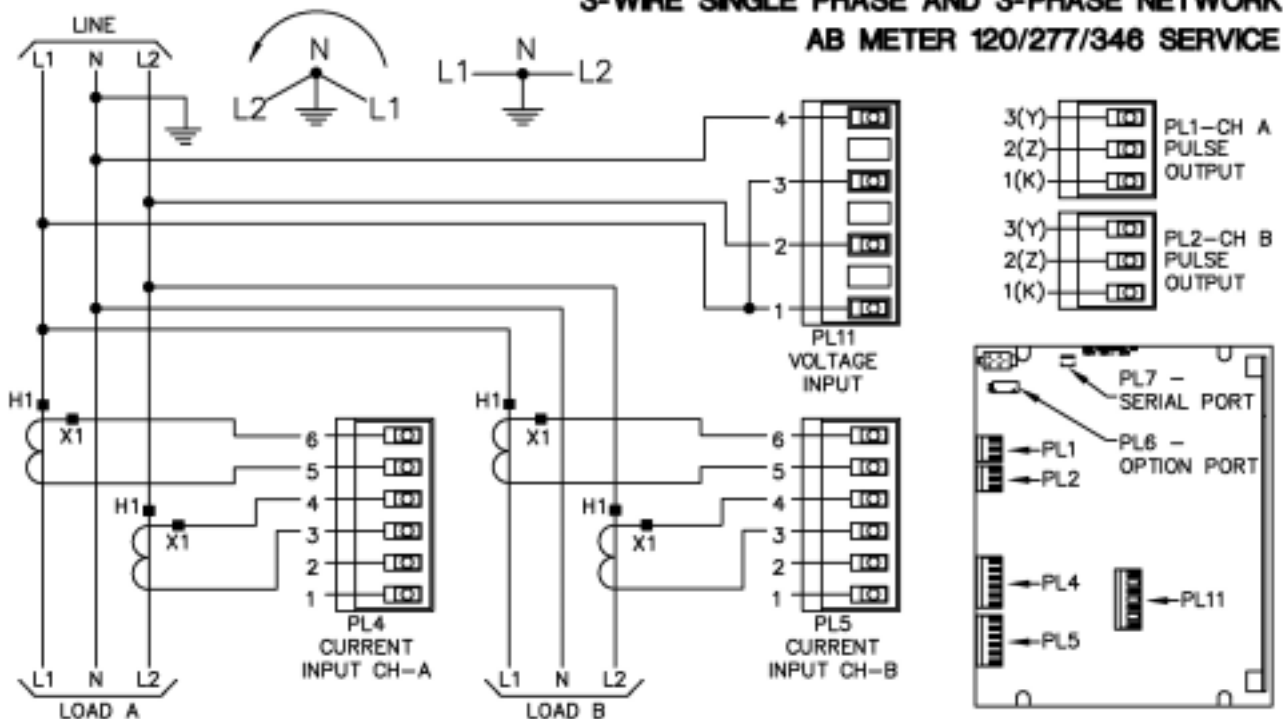 3-WIRE SINGLE PHASE AND 3-PHASE NETWORK
AB METER 120/277/346 SERVICE
LINE
L1 N L2
N
L2 L1
N
L1 L2
4
3
2
1
PL11
VOLTAGE
INPUT
3(Y)
2(Z)
1(K)
PL1-CH A
PULSE
OUTPUT
3(Y)
2(Z)
1(K)
PL2-CH B
PULSE
OUTPUT
H1
X1
H1
X1
6
5
4
3
2
1
PL4
CURRENT
INPUT CH-A
L1 N L2
LOAD A
H1
X1
H1
X1
6
5
4
3
2
1
PL5
CURRENT
INPUT CH-B
L1 N L2
LOAD B
PL7 -
SERIAL PORT
PL6 -
OPTION PORT
PL1
PL2
PL4
PL11
PL5